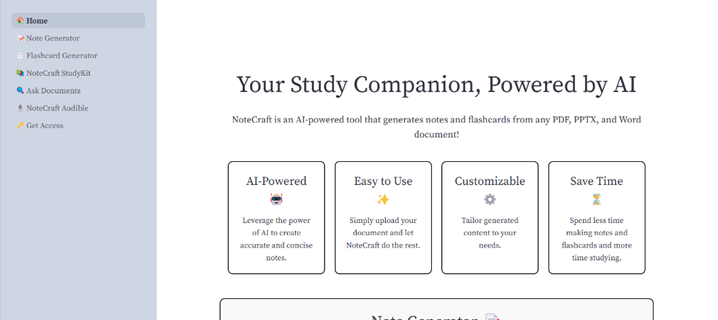 Home
Note Generator
Flashcard Generator
NoteCraft StudyKit
Ask Documents
NoteCraft Audible
Get Access
Your Study Companion, Powered by AI
NoteCraft is an AI-powered tool that generates notes and flashcards from any PDF, PPTX, and Word
document!
AI-Powered
Leverage the power
of AI to create
accurate and concise
notes.
Easy to Use
Simply upload your
document and let
NoteCraft do the rest.
Customizable
Tailor generated
content to your
needs.
Save Time
Spend less time
making notes and
flashcards and more
time studying.
Note Generator